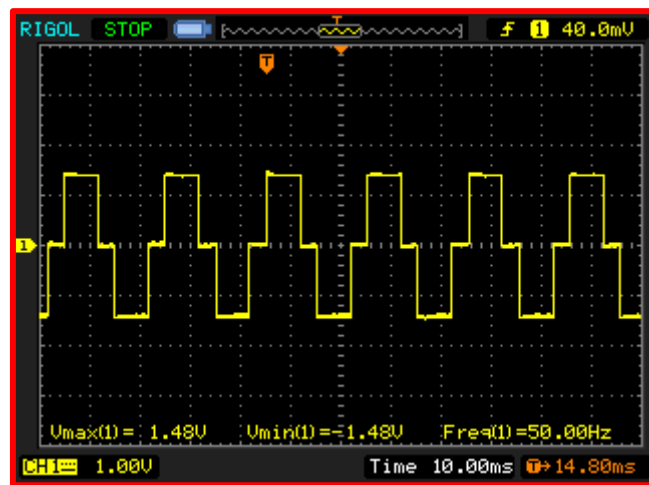 RIGOL STOP T f 1 40.0mV
T
1
Vmax(1)= 1.48V Vmin(1)=-1.48V Freq(1)=50.00Hz
CH1 1.00V Time 10.00ms T→14.80ms